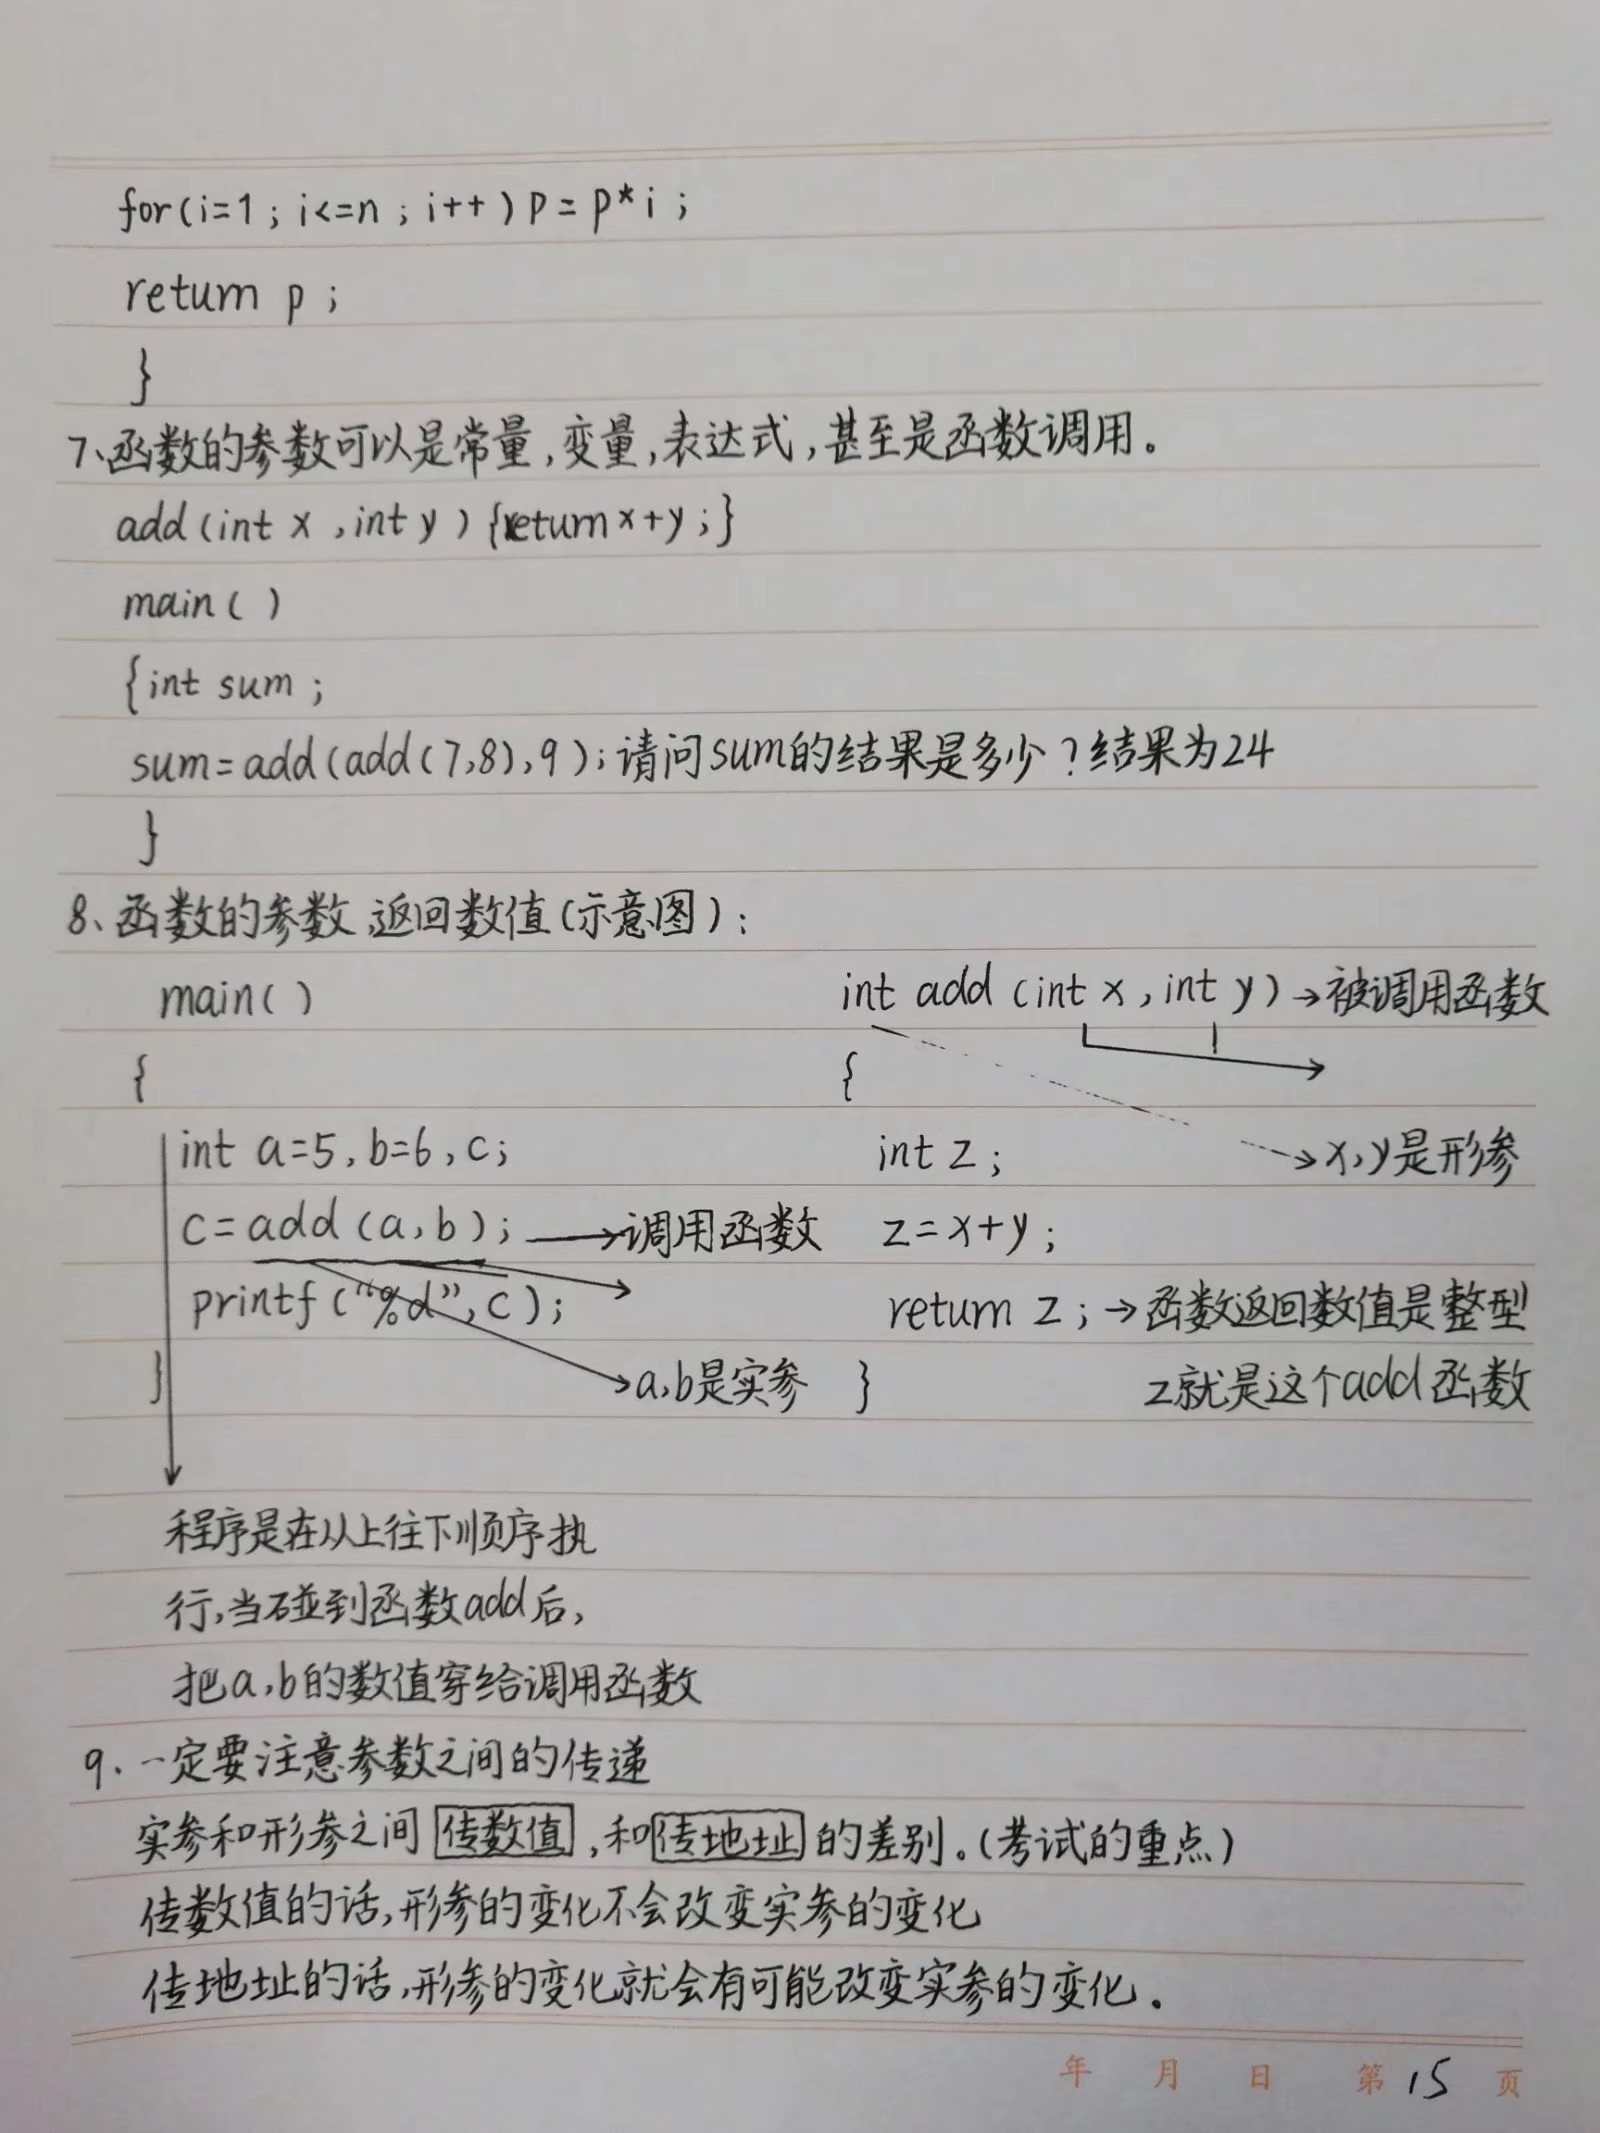 for(i=1；i<=n；i++)p=p*i；
return p；
}
7、函数的参数可以是常量,变量,表达式,甚至是函数调用。
add(int x,int y){return x+y；}
main()
{int sum；
sum=add(add(7,8),9)；请问sum的结果是多少？结果为24
}
8、函数的参数,返回数值(示意图)：
main() int add(int x,int y)→被调用函数
{ {
int a=5,b=6,c； int z； x,y是形参
c=add(a,b)；→调用函数 z=x+y；
printf(“%d”,c)； return z；→函数返回数值是整型
} a,b是实参 } z就是这个add函数
程序是在从上往下顺序执
行,当碰到函数add后,
把a,b的数值穿给调用函数
9.一定要注意参数之间的传递
实参和形参之间传数值,和传地址的差别。(考试的重点)
传数值的话,形参的变化不会改变实参的变化
传地址的话,形参的变化就会有可能改变实参的变化。
年 月 日 第15页